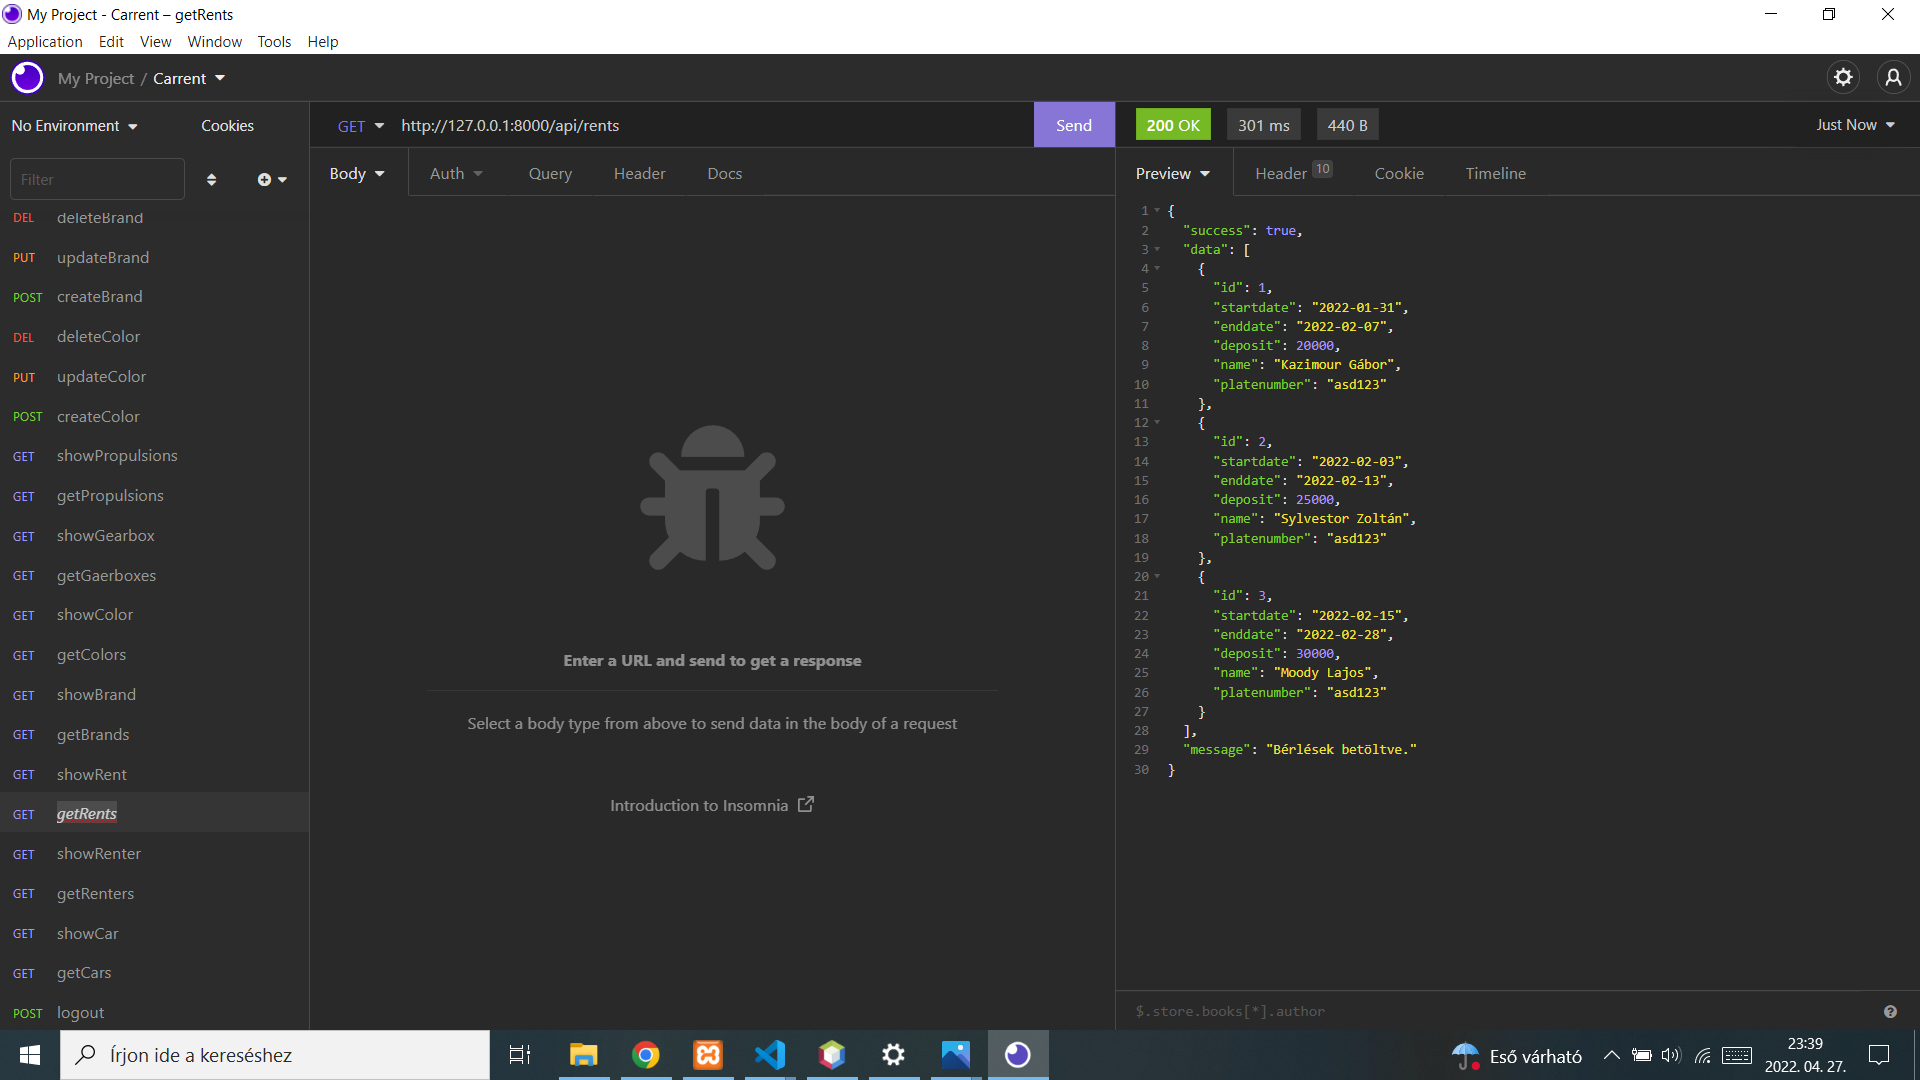 My Project - Carrent – getRents
Application Edit View Window Tools Help
My Project / Carrent
No Environment Cookies
GET http://127.0.0.1:8000/api/rents Send
200 OK 301 ms 440 B Just Now
Filter
Body Auth Query Header Docs
Preview Header 10 Cookie Timeline
DEL deleteBrand
PUT updateBrand
POST createBrand
DEL deleteColor
PUT updateColor
POST createColor
GET showPropulsions
GET getPropulsions
GET showGearbox
GET getGaerboxes
GET showColor
GET getColors
GET showBrand
GET getBrands
GET showRent
GET getRents
GET showRenter
GET getRenters
GET showCar
GET getCars
POST logout
Enter a URL and send to get a response
Select a body type from above to send data in the body of a request
Introduction to Insomnia
1 {
2 "success": true,
3 "data": [
4 {
5 "id": 1,
6 "startdate": "2022-01-31",
7 "enddate": "2022-02-07",
8 "deposit": 20000,
9 "name": "Kazimour Gábor",
10 "platenumber": "asd123"
11 },
12 {
13 "id": 2,
14 "startdate": "2022-02-03",
15 "enddate": "2022-02-13",
16 "deposit": 25000,
17 "name": "Sylvestor Zoltán",
18 "platenumber": "asd123"
19 },
20 {
21 "id": 3,
22 "startdate": "2022-02-15",
23 "enddate": "2022-02-28",
24 "deposit": 30000,
25 "name": "Moody Lajos",
26 "platenumber": "asd123"
27 }
28 ],
29 "message": "Bérlések betöltve."
30 }
$.store.books[*].author
Írjon ide a kereséshez
Eső várható
23:39
2022. 04. 27.